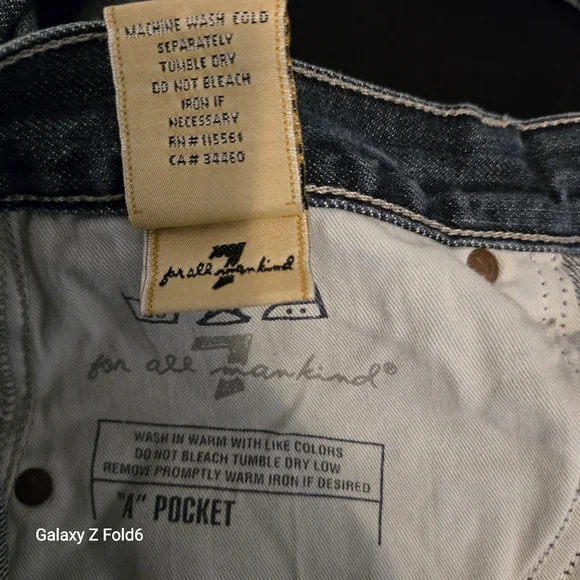 MACHINE WASH COLD
SEPARATELY
TUMBLE DRY
DO NOT BLEACH
IRON IF
NECESSARY
RN# 115561
CA# 34460
7
for all mankind
7
for all mankind®
WASH IN WARM WITH LIKE COLORS
DO NOT BLEACH TUMBLE DRY LOW
REMOVE PROMPTLY WARM IRON IF DESIRED
"A" POCKET
Galaxy Z Fold6